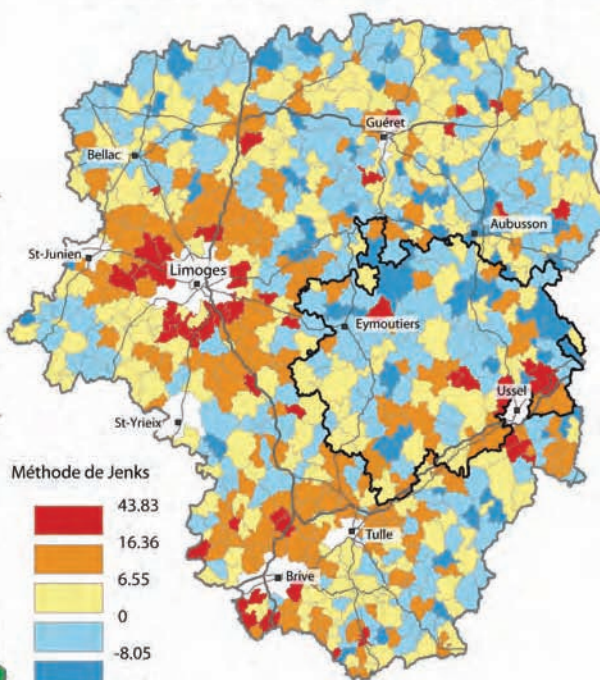 Guéret
Bellac
Aubusson
St-Junien
Limoges
Eymoutiers
Ussel
St-Yrieix
Méthode de Jenks
43.83
16.36
6.55
0
-8.05
Tulle
Brive